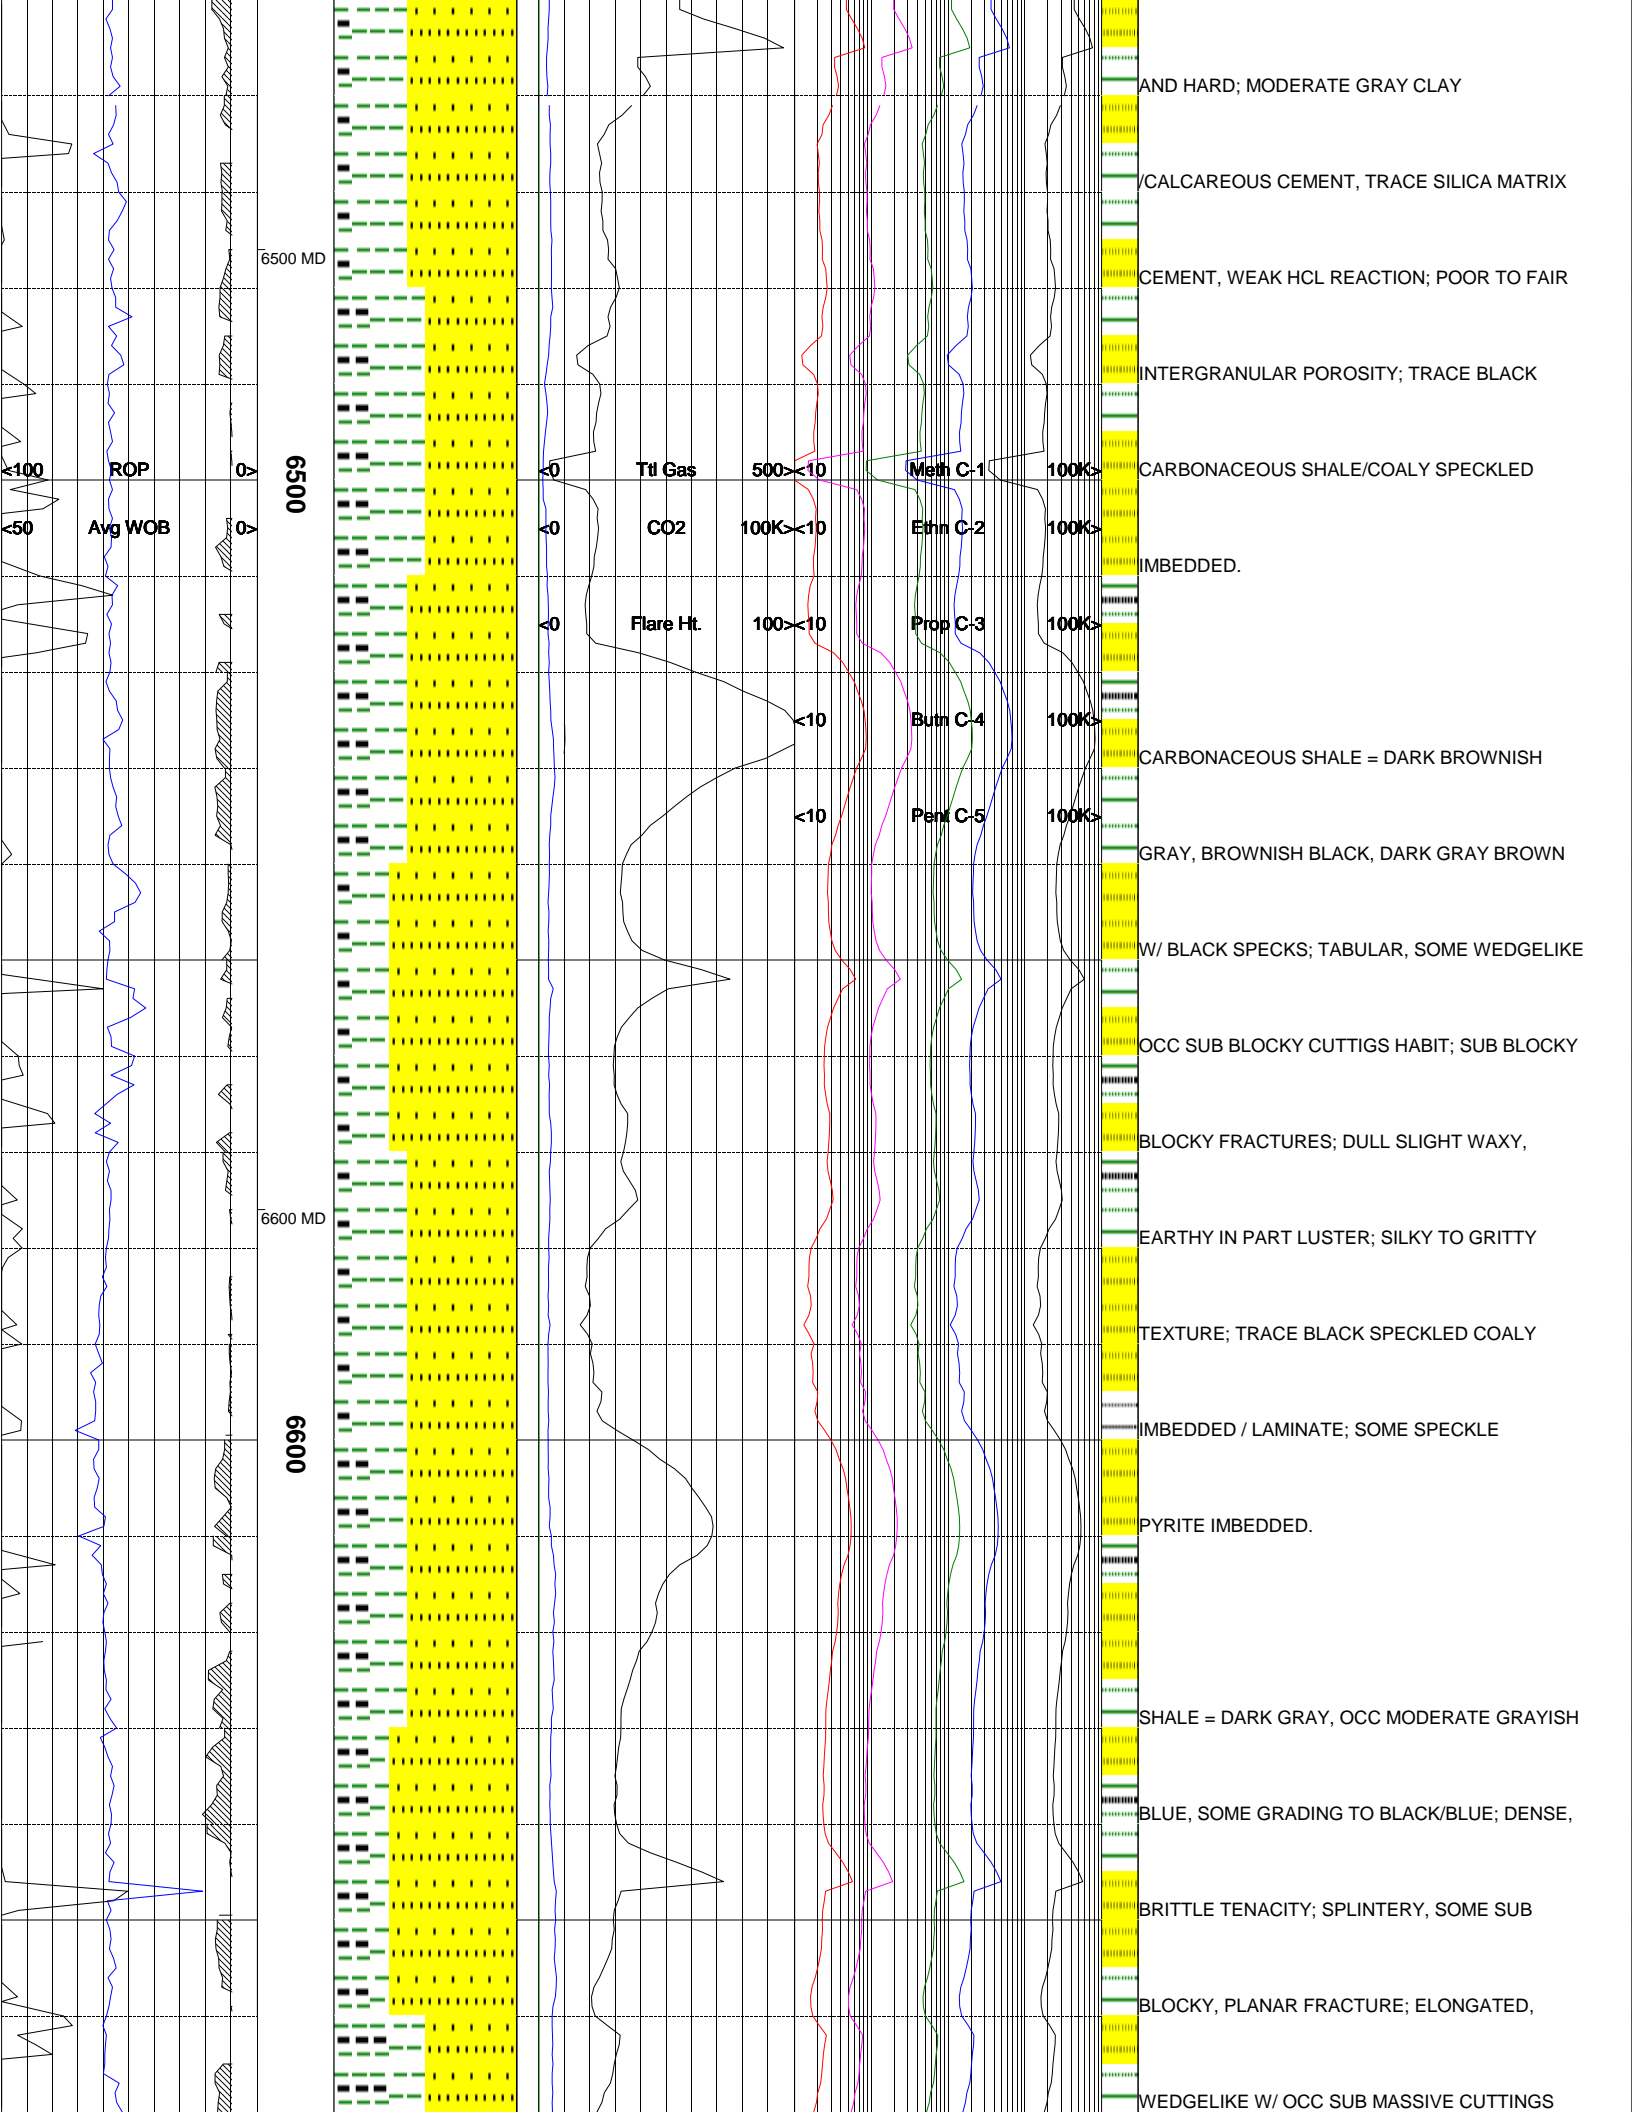 AND HARD; MODERATE GRAY CLAY
/CALCAREOUS CEMENT, TRACE SILICA MATRIX
6500 MD
CEMENT, WEAK HCL REACTION; POOR TO FAIR
INTERGRANULAR POROSITY; TRACE BLACK
<100 ROP 0> 6500 <0 Ttl Gas 500> <10 Meth C-1 100K> CARBONACEOUS SHALE/COALY SPECKLED
<50 Avg WOB 0> <0 CO2 100K> <10 Ethn C-2 100K>
IMBEDDED.
<0 Flare Ht. 100> <10 Prop C-3 100K>
<10 Butn C-4 100K>
CARBONACEOUS SHALE = DARK BROWNISH
<10 Pent C-5 100K>
GRAY, BROWNISH BLACK, DARK GRAY BROWN
W/ BLACK SPECKS; TABULAR, SOME WEDGELIKE
OCC SUB BLOCKY CUTTIGS HABIT; SUB BLOCKY
BLOCKY FRACTURES; DULL SLIGHT WAXY,
6600 MD
EARTHY IN PART LUSTER; SILKY TO GRITTY
TEXTURE; TRACE BLACK SPECKLED COALY
6600 IMBEDDED / LAMINATE; SOME SPECKLE
PYRITE IMBEDDED.
SHALE = DARK GRAY, OCC MODERATE GRAYISH
BLUE, SOME GRADING TO BLACK/BLUE; DENSE,
BRITTLE TENACITY; SPLINTERY, SOME SUB
BLOCKY, PLANAR FRACTURE; ELONGATED,
WEDGELIKE W/ OCC SUB MASSIVE CUTTINGS